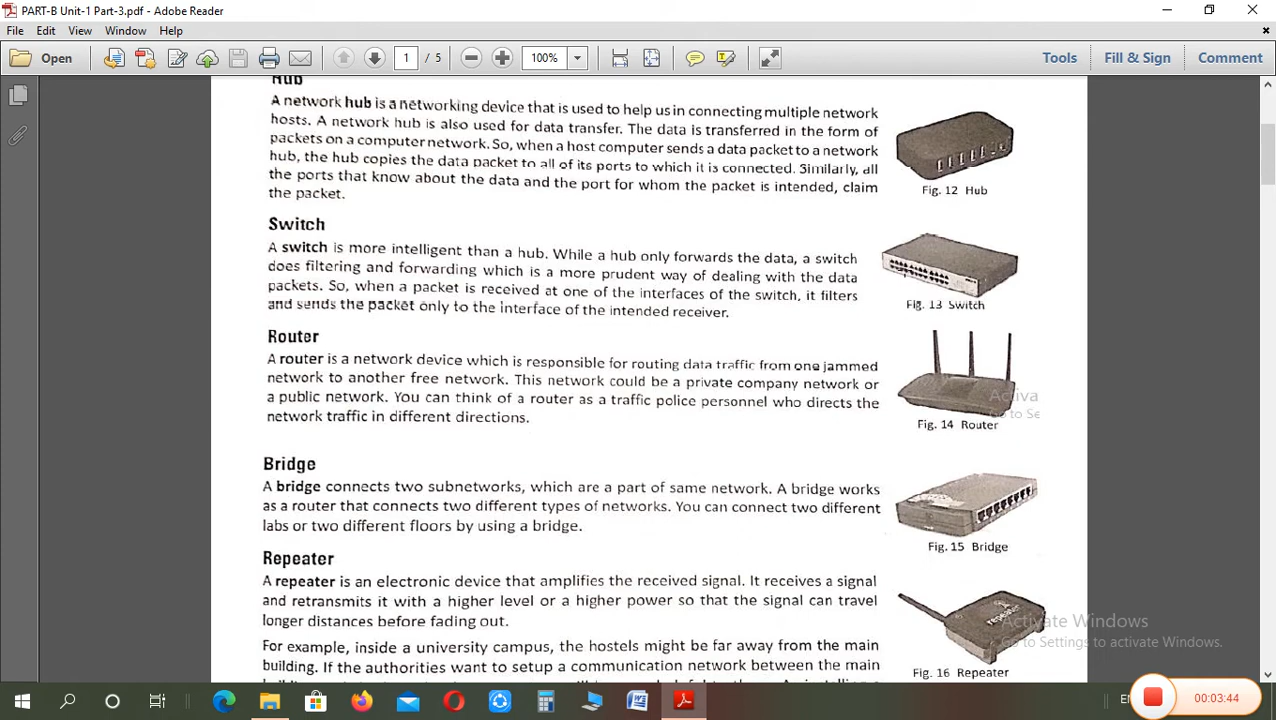 PART-B Unit-1 Part-3.pdf - Adobe Reader
File Edit View Window Help
Open 1 / 5 100% Tools Fill & Sign Comment
Hub
A network hub is a networking device that is used to help us in connecting multiple network
hosts. A network hub is also used for data transfer. The data is transferred in the form of
packets on a computer network. So, when a host computer sends a data packet to a network
hub, the hub copies the data packet to all of its ports to which it is connected. Similarly, all
the ports that know about the data and the port for whom the packet is intended, claim
the packet.
Fig. 12 Hub
Switch
A switch is more intelligent than a hub. While a hub only forwards the data, a switch
does filtering and forwarding which is a more prudent way of dealing with the data
packets. So, when a packet is received at one of the interfaces of the switch, it filters
and sends the packet only to the interface of the intended receiver.
Fig. 13 Switch
Router
A router is a network device which is responsible for routing data traffic from one jammed
network to another free network. This network could be a private company network or
a public network. You can think of a router as a traffic police personnel who directs the
network traffic in different directions.
Activa
Go to Se
Fig. 14 Router
Bridge
A bridge connects two subnetworks, which are a part of same network. A bridge works
as a router that connects two different types of networks. You can connect two different
labs or two different floors by using a bridge.
Fig. 15 Bridge
Repeater
A repeater is an electronic device that amplifies the received signal. It receives a signal
and retransmits it with a higher level or a higher power so that the signal can travel
longer distances before fading out.
For example, inside a university campus, the hostels might be far away from the main
building. If the authorities want to setup a communication network between the main
Fig. 16 Repeater
Activate Windows
Go to Settings to activate Windows.
00:03:44